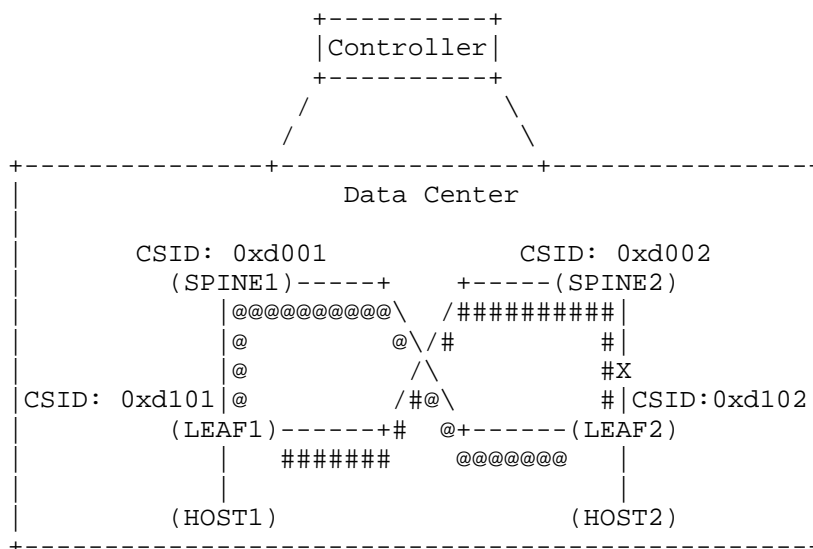 +-----------+
|Controller|
+----------+
/ \
/ \
+---------------+----------------+-----------------
| Data Center
|
| CSID: 0xd001 CSID: 0xd002
| (SPINE1)-----+ +-----(SPINE2)
| |@@@@@@@@@@\ /##########|
| |@ @\/# #|
| |@ /\ #X
|CSID: 0xd101|@ /#@\ #|CSID:0xd102
| (LEAF1)------+# @+------(LEAF2)
| | ####### @@@@@@@ |
| | |
| (HOST1) (HOST2)
+--------------------------------------------------